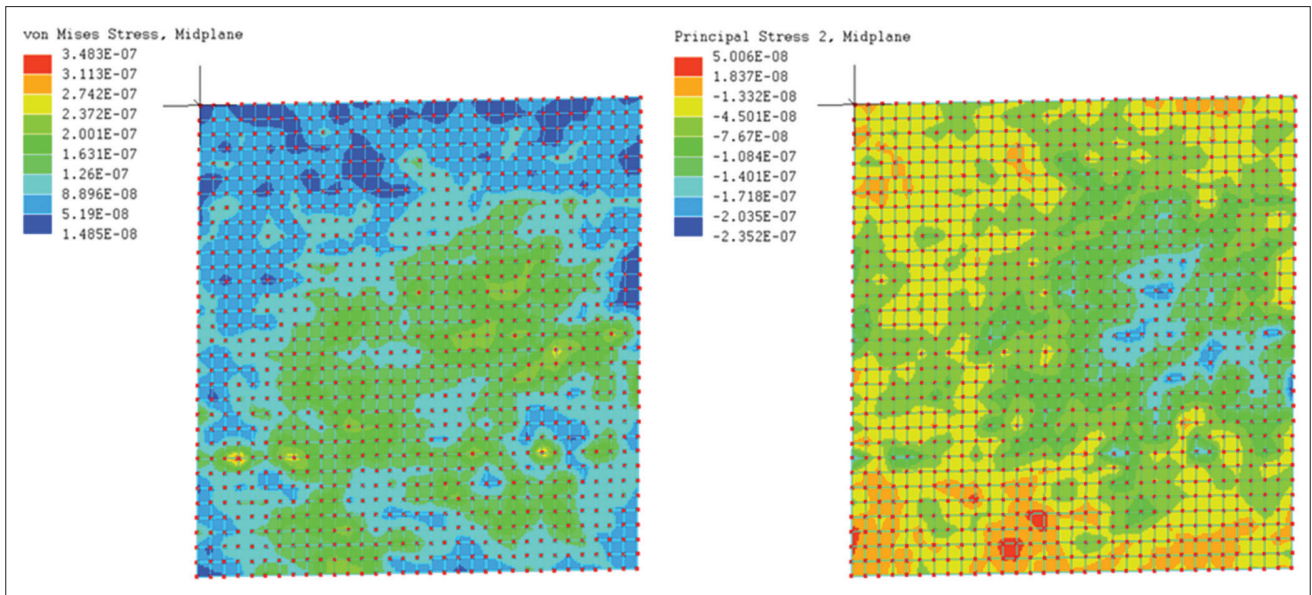 von Mises Stress, Midplane
3.483E-07
3.113E-07
2.742E-07
2.372E-07
2.001E-07
1.631E-07
1.26E-07
8.896E-08
5.19E-08
1.485E-08
Principal Stress 2, Midplane
5.006E-08
1.837E-08
-1.332E-08
-4.501E-08
-7.67E-08
-1.084E-07
-1.401E-07
-1.718E-07
-2.035E-07
-2.352E-07